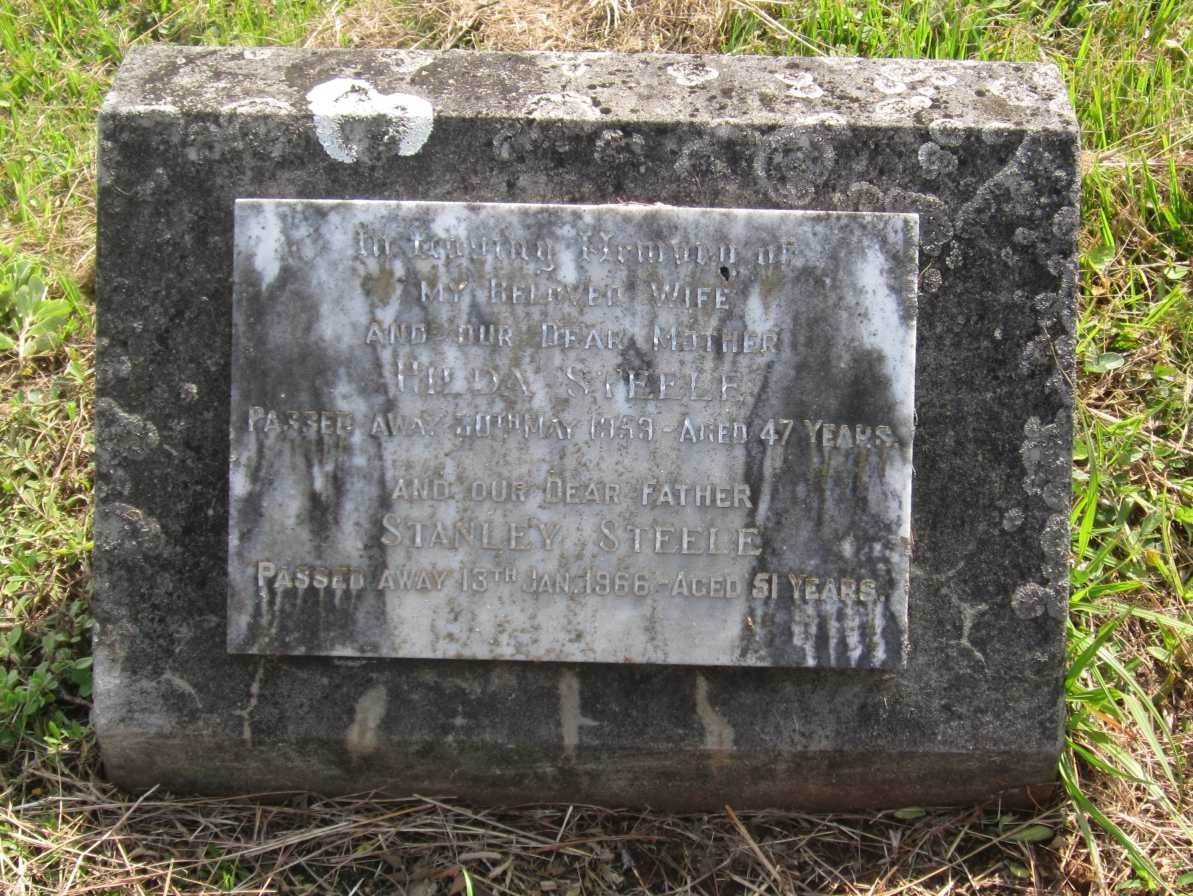 In Loving Memory of
MY BELOVED WIFE
AND OUR DEAR MOTHER
HILDA STEELE
PASSED AWAY 30TH MAY 1959 - AGED 47 YEARS.
AND OUR DEAR FATHER
STANLEY STEELE
PASSED AWAY 13TH JAN. 1966 - AGED 51 YEARS.